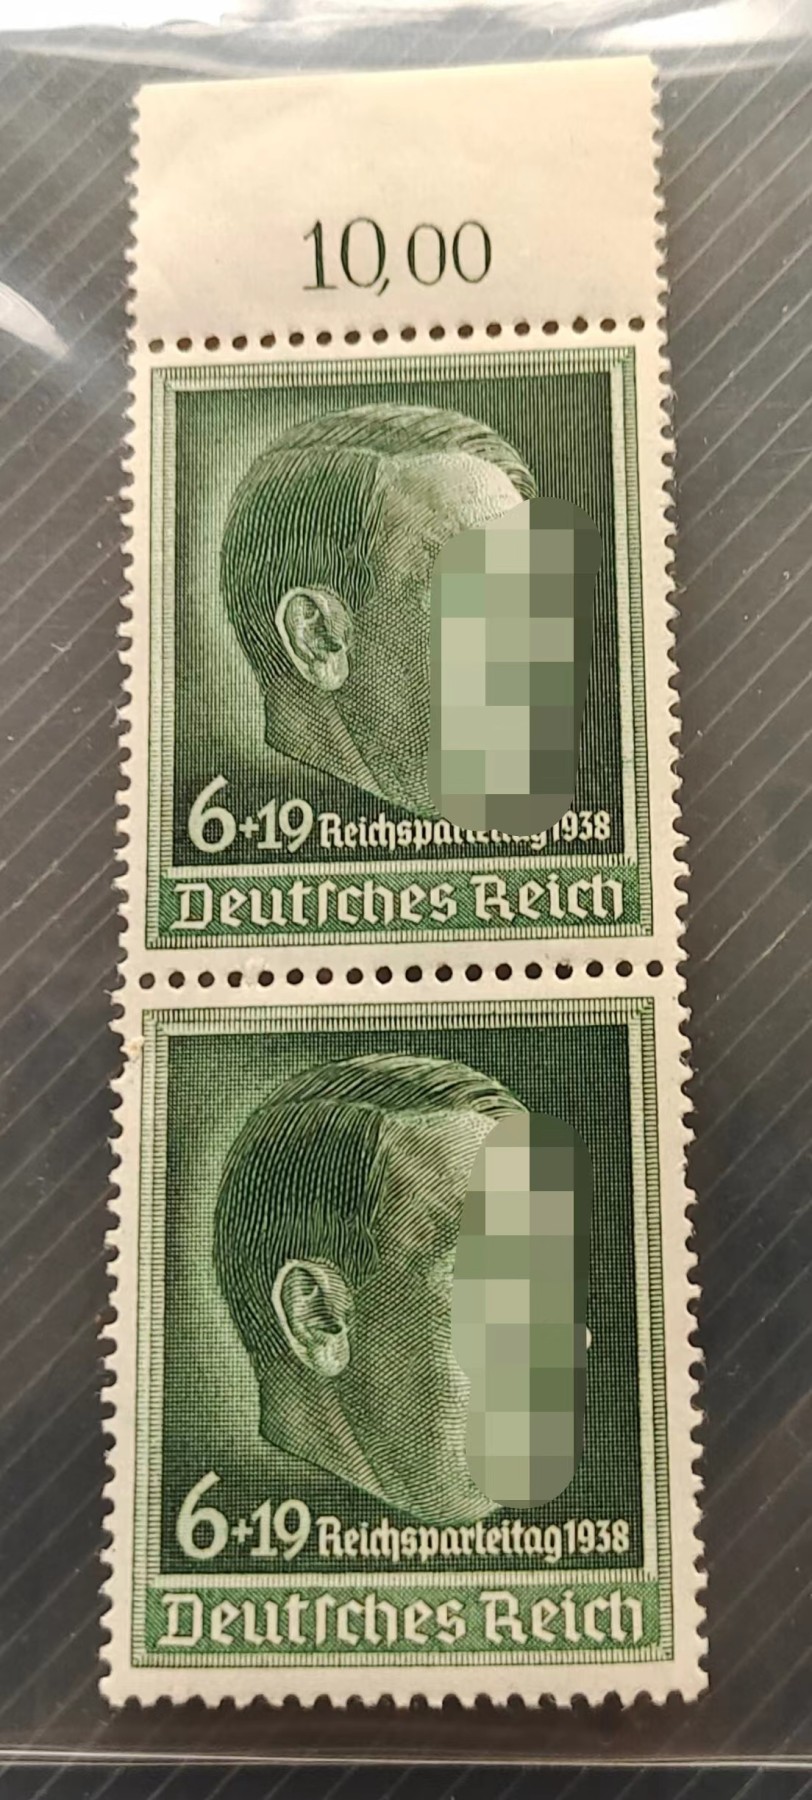 10,00
6+19 Reichsparteitag 1938
Deutſches Reich
6+19 Reichsparteitag 1938
Deutſches Reich